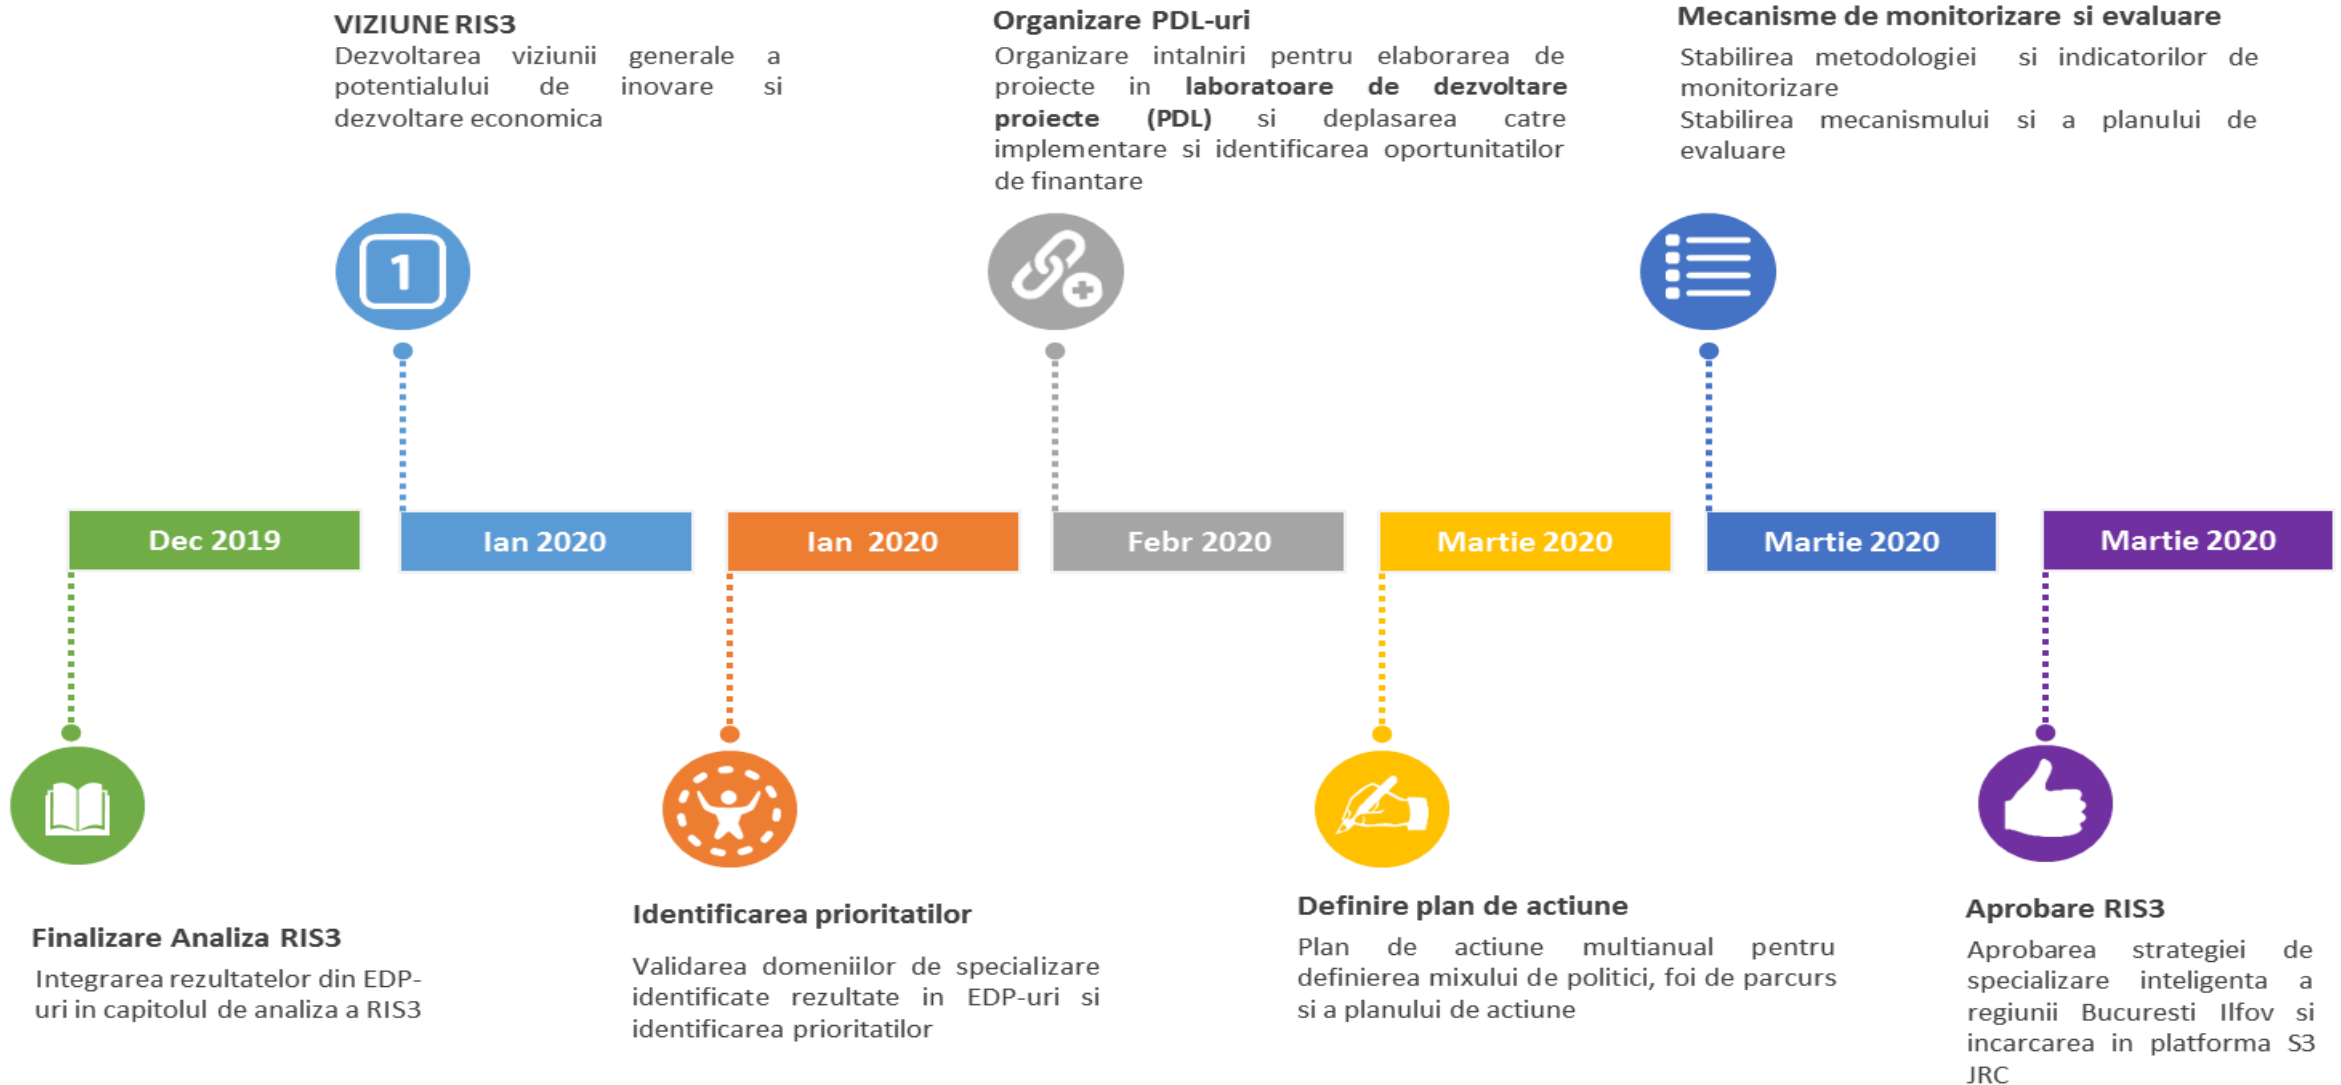 VIZIUNE RIS3
Dezvoltarea viziunii generale a
potentialului de inovare si
dezvoltare economica
Organizare PDL-uri
Organizare intalniri pentru elaborarea de
proiecte in laboratoare de dezvoltare
proiecte (PDL) si deplasarea catre
implementare si identificarea oportunitatilor
de finantare
Mecanisme de monitorizare si evaluare
Stabilirea metodologiei si indicatorilor de
monitorizare
Stabilirea mecanismului si a planului de
evaluare
1
Dec 2019
Ian 2020
Ian 2020
Febr 2020
Martie 2020
Martie 2020
Martie 2020
Finalizare Analiza RIS3
Integrarea rezultatelor din EDP-
uri in capitolul de analiza a RIS3
Identificarea prioritatilor
Validarea domeniilor de specializare
identificate rezultate in EDP-uri si
identificarea prioritatilor
Definire plan de actiune
Plan de actiune multianual pentru
definierea mixului de politici, foi de parcurs
si a planului de actiune
Aprobare RIS3
Aprobarea strategiei de
specializare inteligenta a
regiunii Bucuresti Ilfov si
incarcarea in platforma S3
JRC